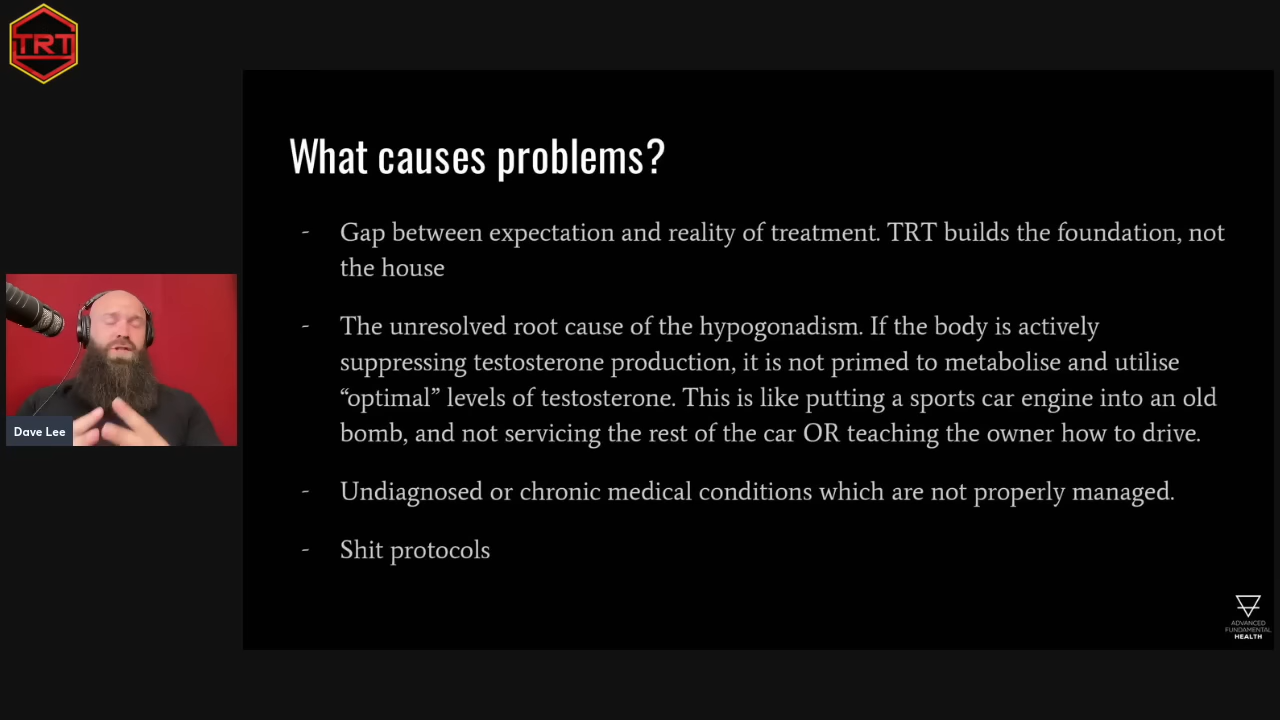 TRT
What causes problems?
- Gap between expectation and reality of treatment. TRT builds the foundation, not
the house
- The unresolved root cause of the hypogonadism. If the body is actively
suppressing testosterone production, it is not primed to metabolise and utilise
“optimal” levels of testosterone. This is like putting a sports car engine into an old
bomb, and not servicing the rest of the car OR teaching the owner how to drive.
- Undiagnosed or chronic medical conditions which are not properly managed.
- Shit protocols
Dave Lee
ADVANCED
FUNDAMENTAL
HEALTH